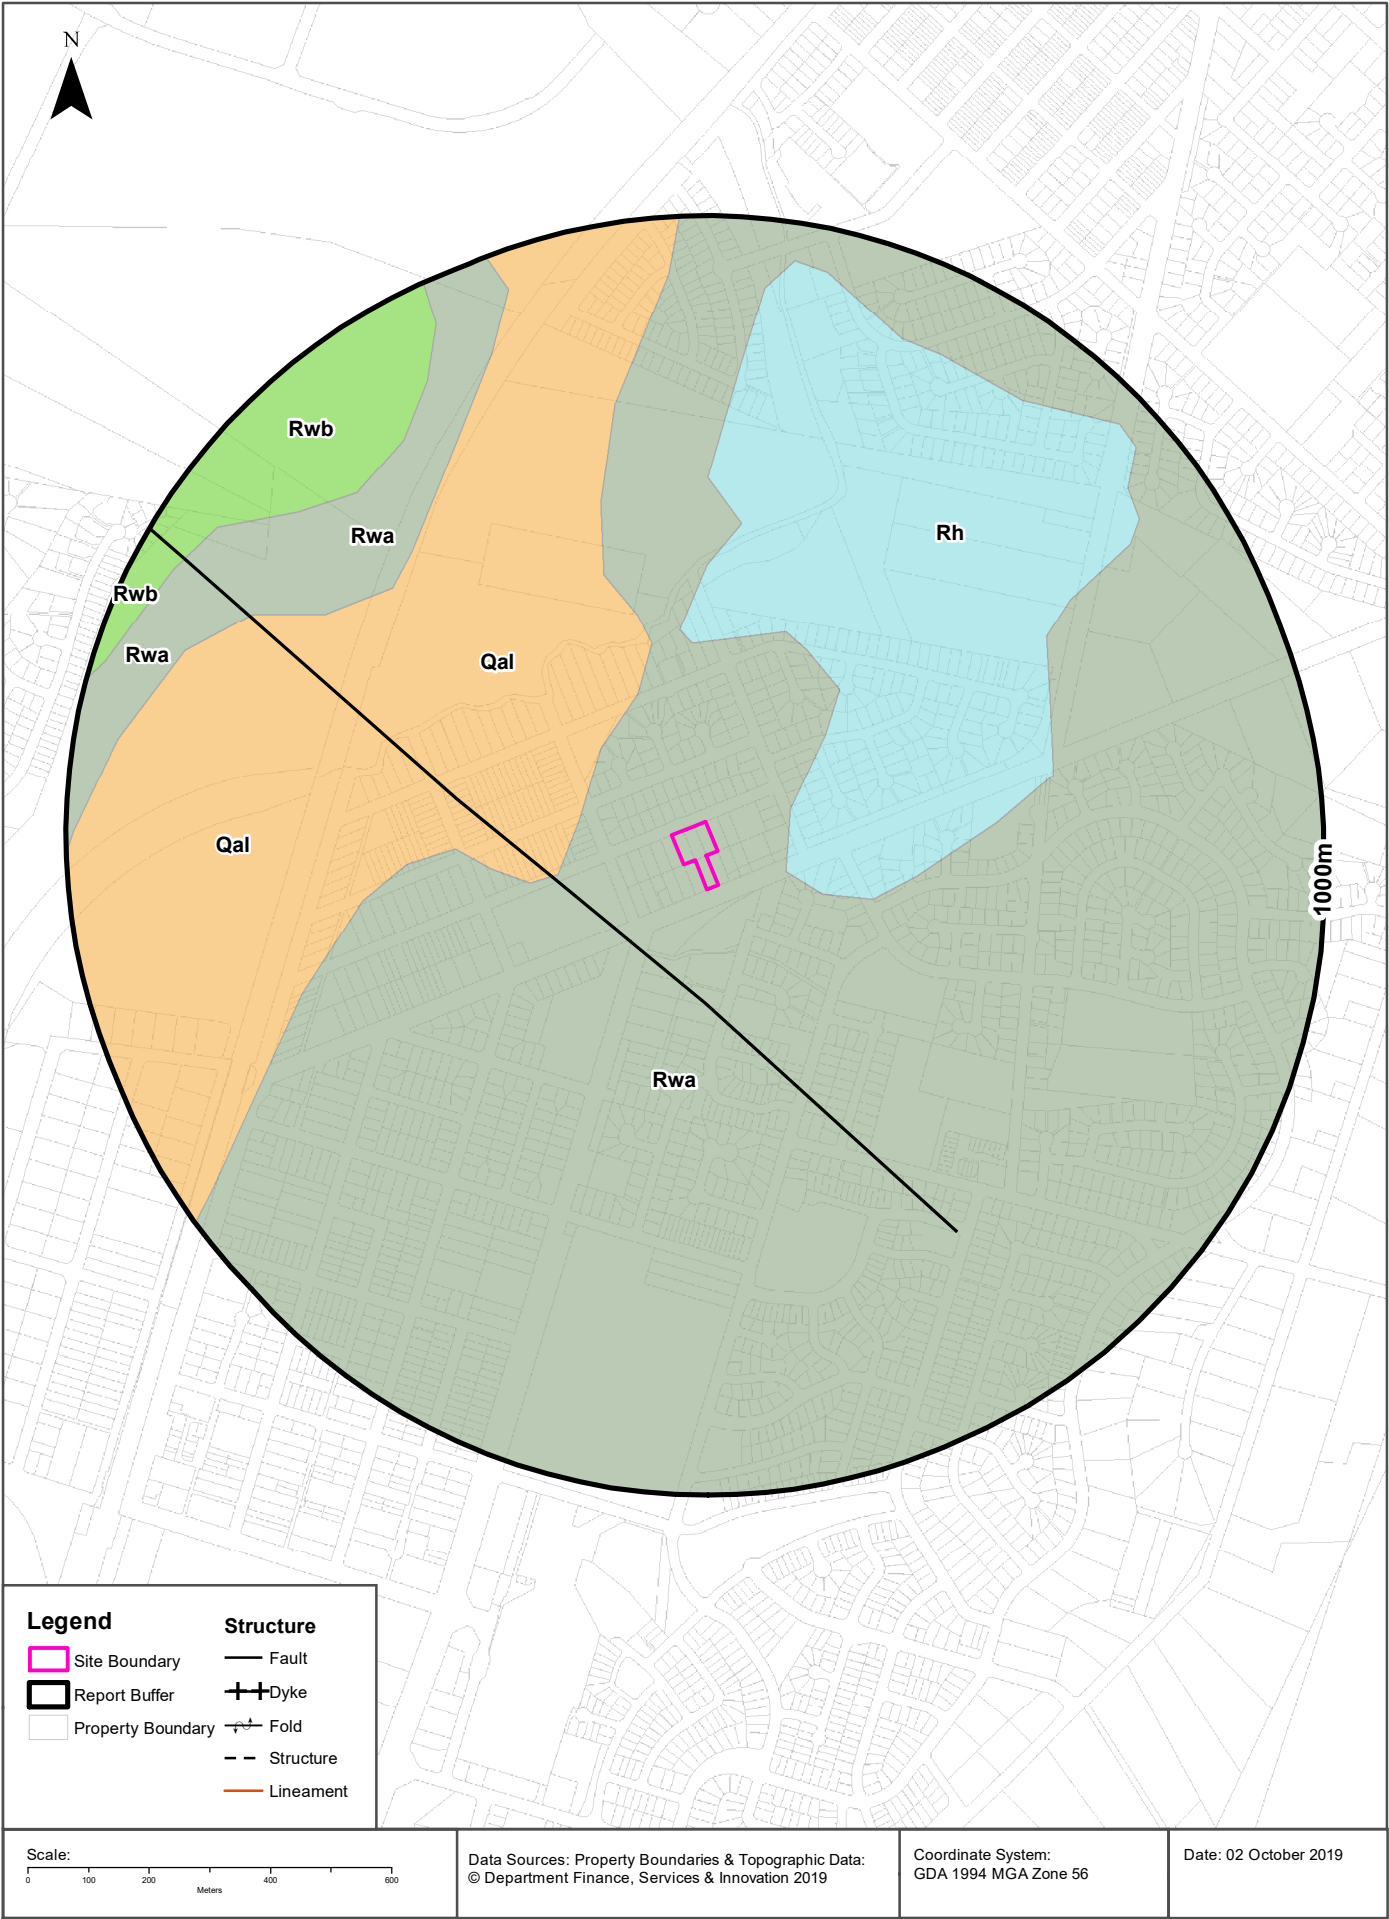 N
Rwb
Rwa
Rh
Rwb
Rwa
Qal
Qal
1000m
Rwa
Legend
Site Boundary
Report Buffer
Property Boundary
Structure
Fault
Dyke
Fold
Structure
Lineament
Scale:
0 100 200 400 600
Meters
Data Sources: Property Boundaries & Topographic Data:
© Department Finance, Services & Innovation 2019
Coordinate System:
GDA 1994 MGA Zone 56
Date: 02 October 2019